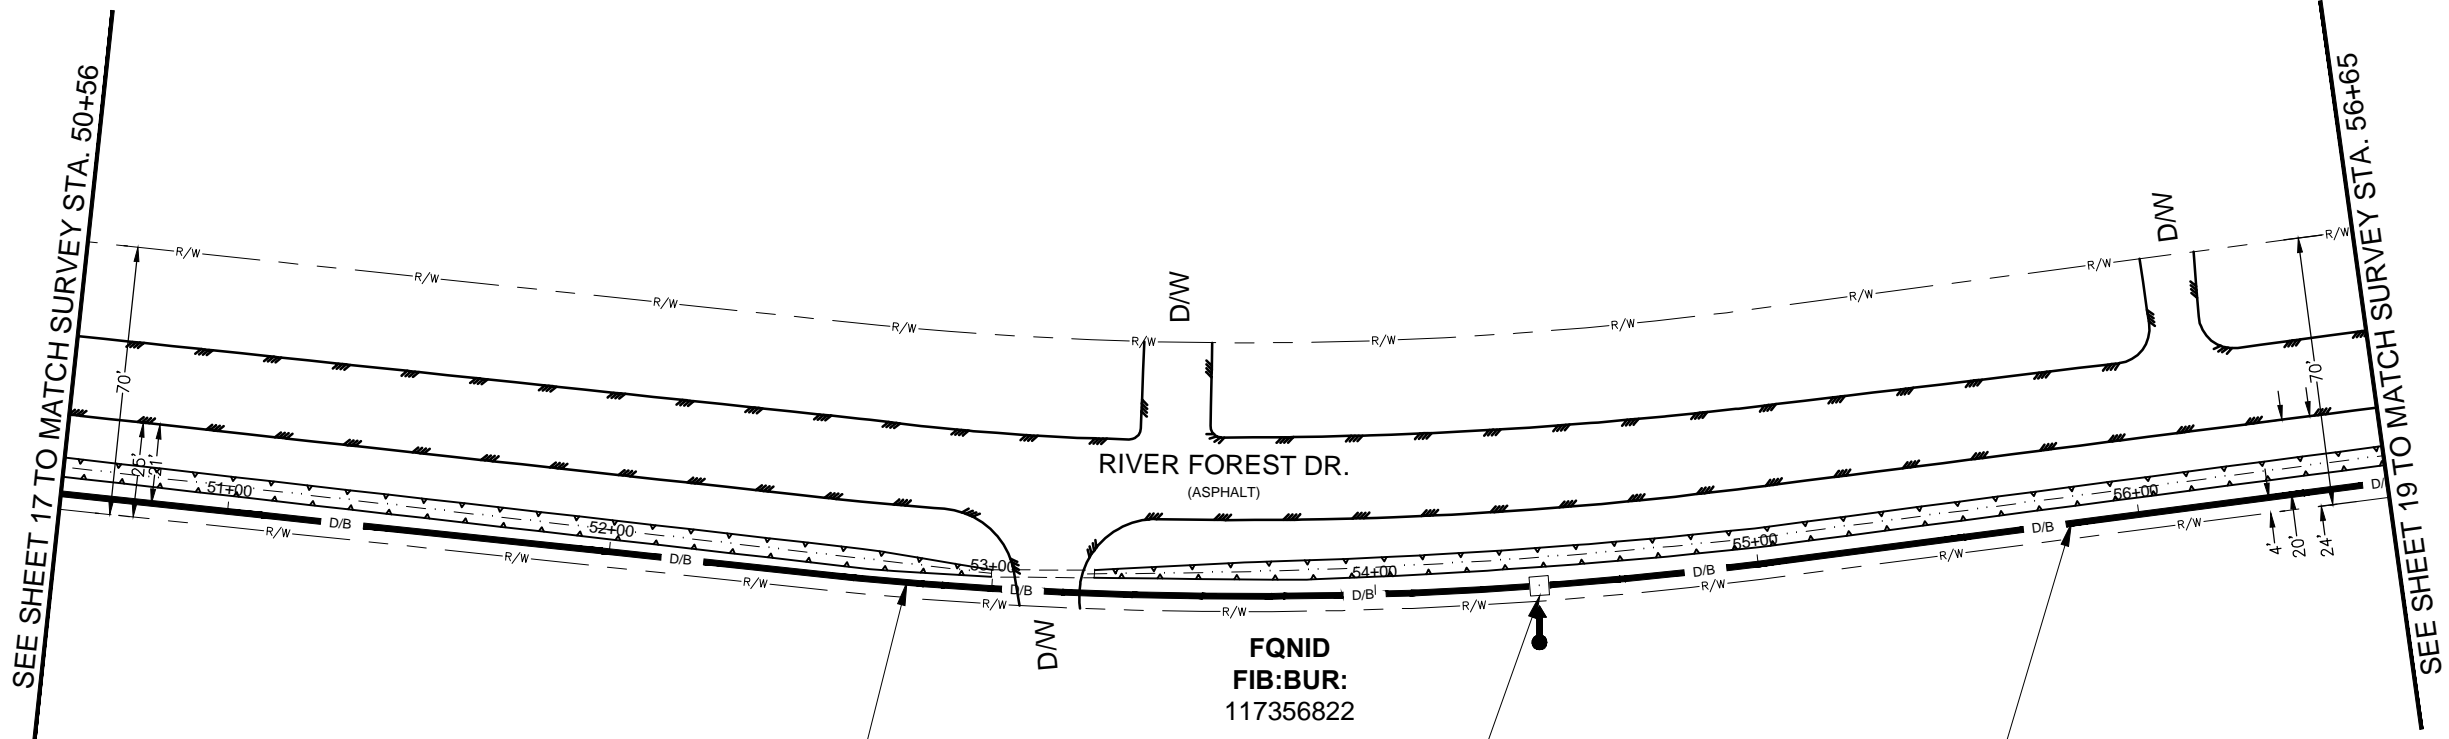 SEE SHEET 17 TO MATCH SURVEY STA. 50+56
SEE SHEET 19 TO MATCH SURVEY STA. 56+65
D/W
D/W
R/W
R/W
R/W
R/W
R/W
R/W
R/W
R/W
R/W
R/W
70'
70'
25'
21'
RIVER FOREST DR.
(ASPHALT)
51+00
52+00
53+00
54+00
55+00
56+00
D/B
D/B
D/B
D/B
D/B
D/B
D/
R/W
R/W
R/W
R/W
R/W
R/W
R/W
R/W
R/W
4'
20'
24'
D/W
FQNID
FIB:BUR:
117356822